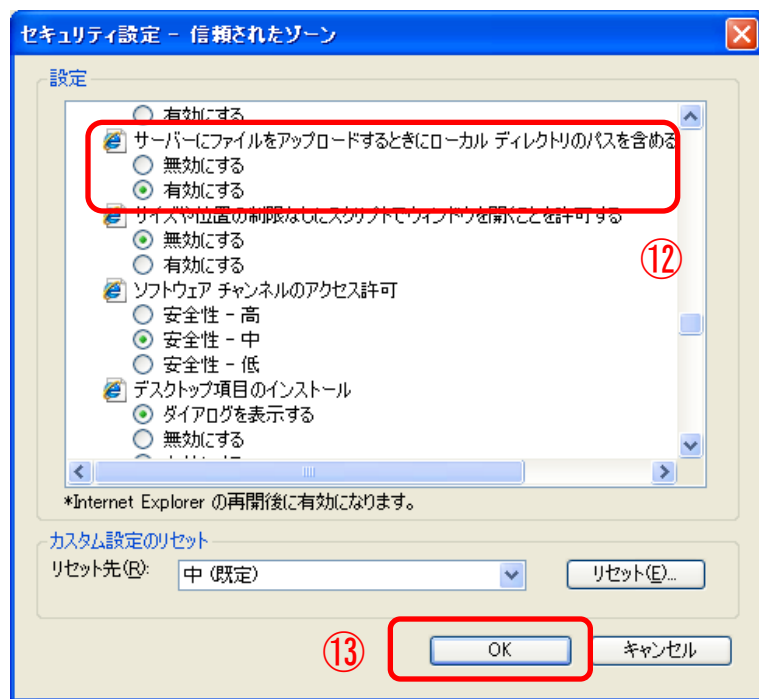 セキュリティ設定 - 信頼されたゾーン
設定
有効にする
サーバーにファイルをアップロードするときにローカル ディレクトリのパスを含める
無効にする
有効にする
サイズや位置の制限なしにスクリプトでウィンドウを開くことを許可する
無効にする
有効にする
⑫
ソフトウェア チャンネルのアクセス許可
安全性 - 高
安全性 - 中
安全性 - 低
デスクトップ項目のインストール
ダイアログを表示する
無効にする
*Internet Explorer の再開後に有効になります。
カスタム設定のリセット
リセット先(R): 中 (既定) リセット(E)...
⑬ OK キャンセル